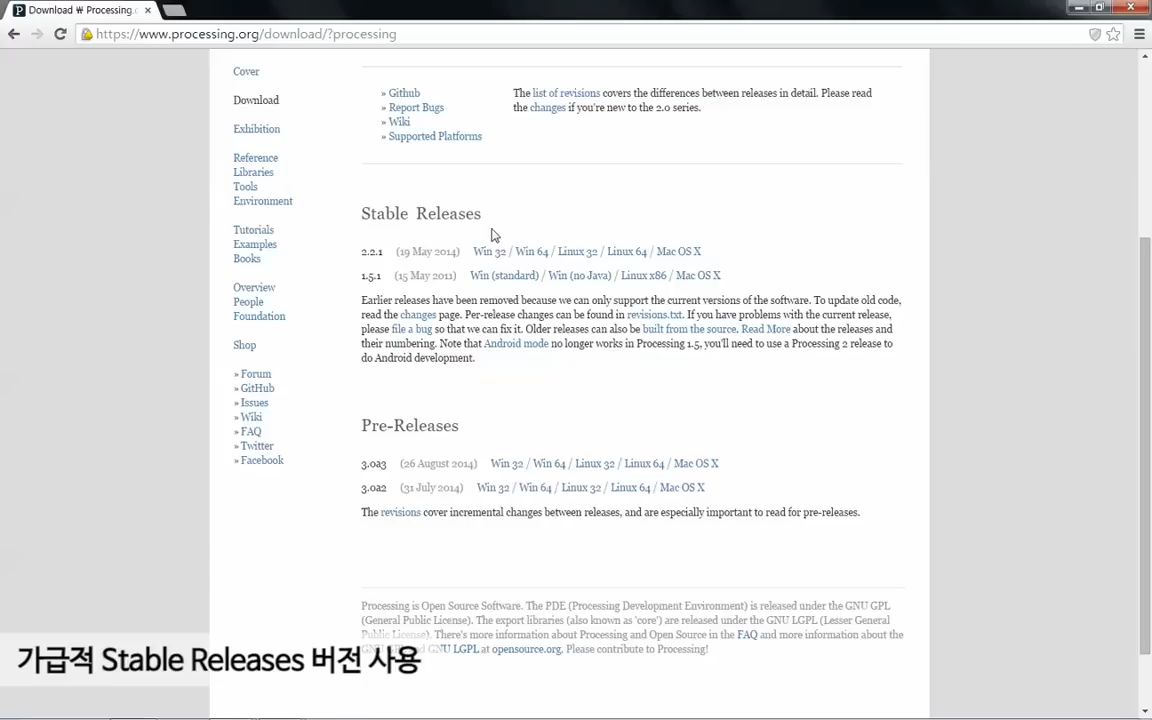 Download ₩ Processing.
https://www.processing.org/download/?processing
Cover
Download
Exhibition
Reference
Libraries
Tools
Environment
Tutorials
Examples
Books
Overview
People
Foundation
Shop
» Forum
» GitHub
» Issues
» Wiki
» FAQ
» Twitter
» Facebook
» Github
» Report Bugs
» Wiki
» Supported Platforms
The list of revisions covers the differences between releases in detail. Please read
the changes if you're new to the 2.0 series.
Stable Releases
2.2.1 (19 May 2014) Win 32 / Win 64 / Linux 32 / Linux 64 / Mac OS X
1.5.1 (15 May 2011) Win (standard) / Win (no Java) / Linux x86 / Mac OS X
Earlier releases have been removed because we can only support the current versions of the software. To update old code,
read the changes page. Per-release changes can be found in revisions.txt. If you have problems with the current release,
please file a bug so that we can fix it. Older releases can also be built from the source. Read More about the releases and
their numbering. Note that Android mode no longer works in Processing 1.5, you'll need to use a Processing 2 release to
do Android development.
Pre-Releases
3.0a3 (26 August 2014) Win 32 / Win 64 / Linux 32 / Linux 64 / Mac OS X
3.0a2 (31 July 2014) Win 32 / Win 64 / Linux 32 / Linux 64 / Mac OS X
The revisions cover incremental changes between releases, and are especially important to read for pre-releases.
Processing is Open Source Software. The PDE (Processing Development Environment) is released under the GNU GPL
(General Public License). The export libraries (also known as 'core') are released under the GNU LGPL (Lesser General
Public License). There's more information about Processing and Open Source in the FAQ and more information about the
GNU GPL and GNU LGPL at opensource.org. Please contribute to Processing!
가급적 Stable Releases 버전 사용